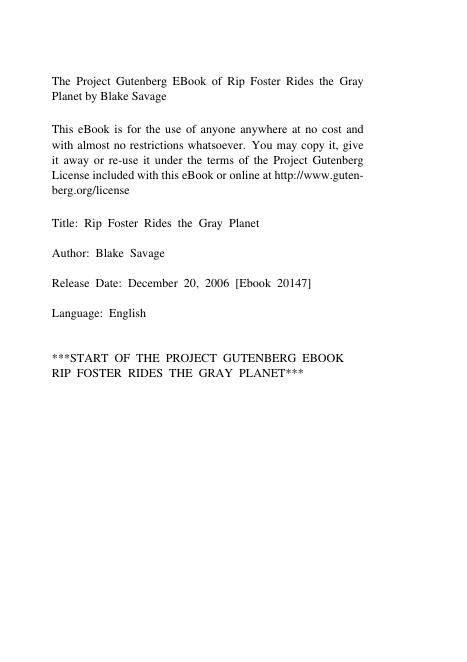 The Project Gutenberg EBook of Rip Foster Rides the Gray
Planet by Blake Savage
This eBook is for the use of anyone anywhere at no cost and
with almost no restrictions whatsoever. You may copy it, give
it away or re-use it under the terms of the Project Gutenberg
License included with this eBook or online at http://www.guten-
berg.org/license
Title: Rip Foster Rides the Gray Planet
Author: Blake Savage
Release Date: December 20, 2006 [Ebook 20147]
Language: English
***START OF THE PROJECT GUTENBERG EBOOK
RIP FOSTER RIDES THE GRAY PLANET***